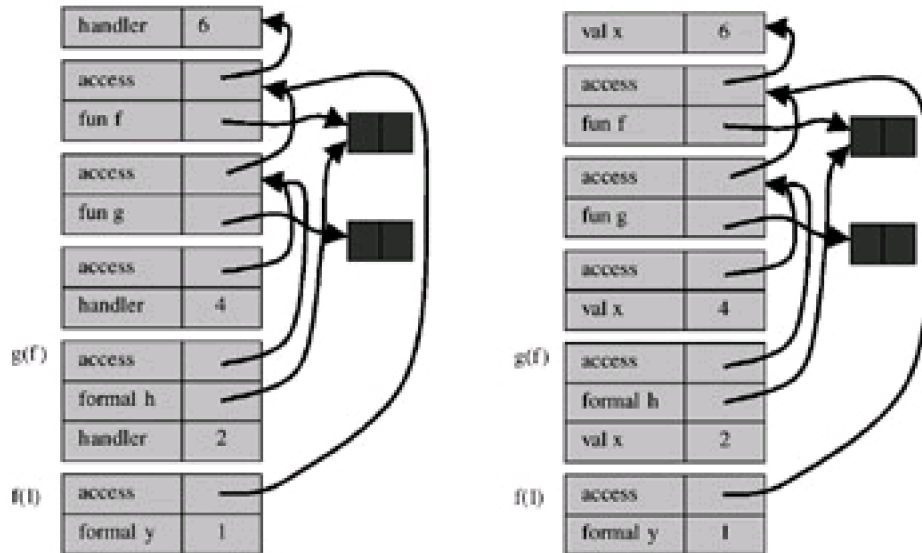 handler 6
access
fun f
access
fun g
access
handler 4
g(f)
access
formal h
handler 2
f(1)
access
formal y 1
val x 6
access
fun f
access
fun g
access
val x 4
g(f)
access
formal h
val x 2
f(1)
access
formal y 1